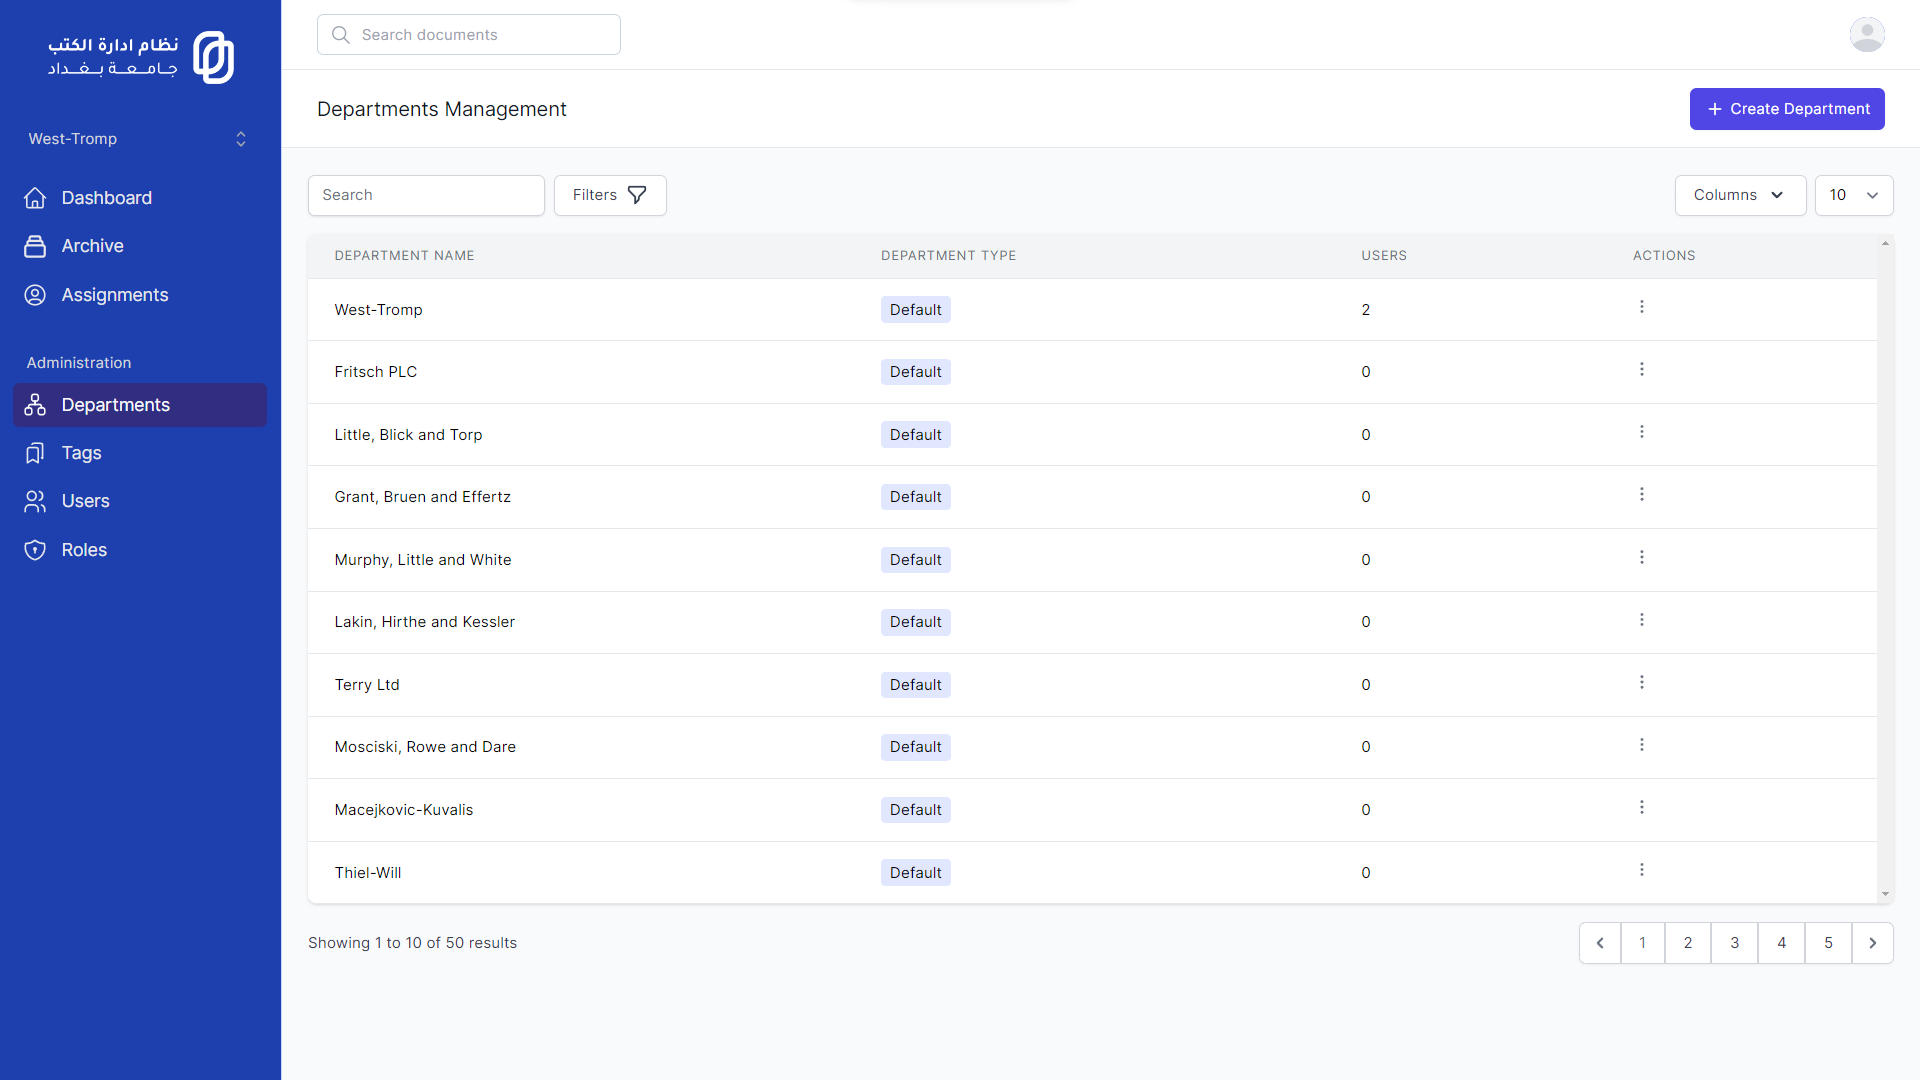 نظام ادارة الكتب
جـامـعـة بـغـداد
West-Tromp
Dashboard
Archive
Assignments
Administration
Departments
Tags
Users
Roles
Search documents
Departments Management
Create Department
Search
Filters
Columns
10
DEPARTMENT NAME DEPARTMENT TYPE USERS ACTIONS
West-Tromp Default 2
Fritsch PLC Default 0
Little, Blick and Torp Default 0
Grant, Bruen and Effertz Default 0
Murphy, Little and White Default 0
Lakin, Hirthe and Kessler Default 0
Terry Ltd Default 0
Mosciski, Rowe and Dare Default 0
Macejkovic-Kuvalis Default 0
Thiel-Will Default 0
Showing 1 to 10 of 50 results
1 2 3 4 5